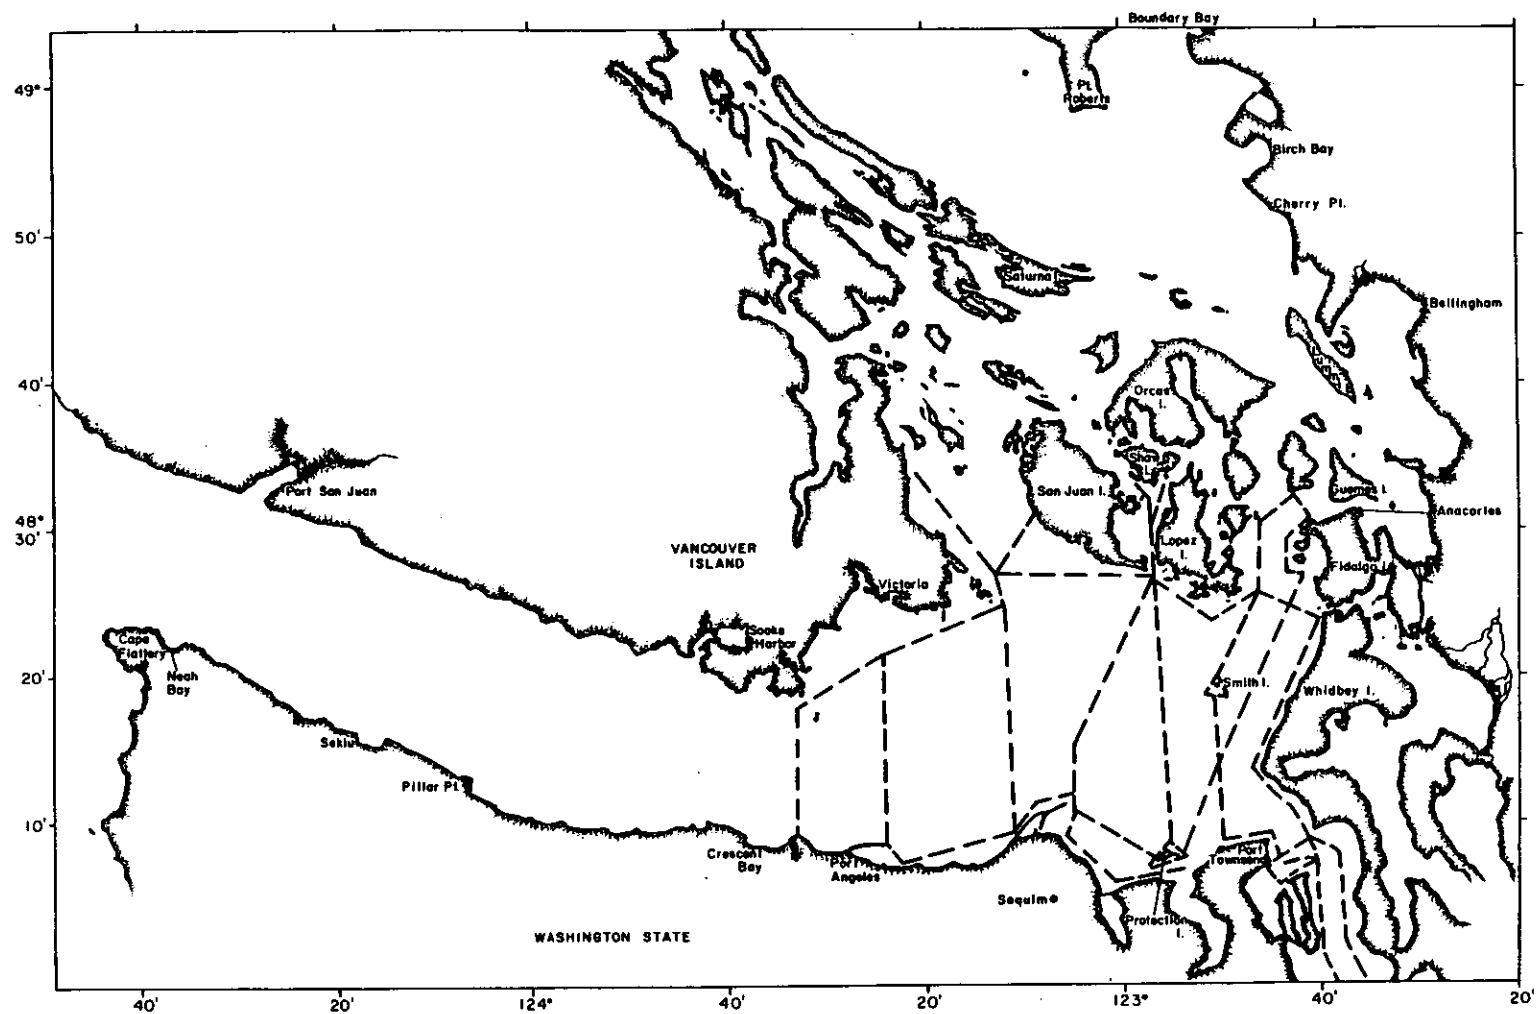 Boundary Bay
49°
Pt.
Roberts
Birch Bay
Cherry Pt.
50'
Saturna I.
Bellingham
40'
Orcas
I.
Lummi I.
Shaw
I.
Port San Juan
San Juan I.
Guemes I.
Anacortes
48°
30'
VANCOUVER
ISLAND
Lopez
I.
Fidalgo I.
Victoria
Cape
Flattery
Sooke
Harbor
Neah
Bay
20'
Smith I.
Whidbey I.
Sekiu
Pillar Pt.
10'
Crescent
Bay
Port
Angeles
Port
Townsend
Sequim
Protection
I.
WASHINGTON STATE
40'
20'
124°
40'
20'
123°
40'
20'